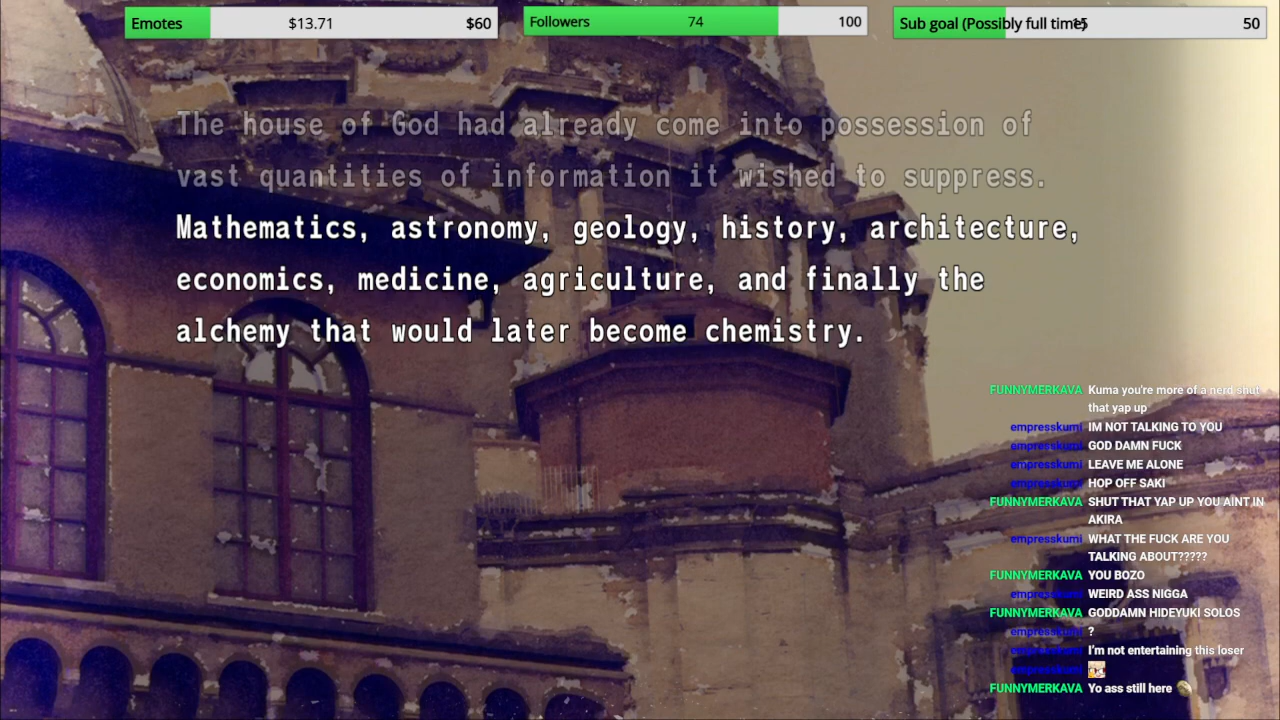 Emotes $13.71 $60
Followers 74 100
Sub goal (Possibly full time) 15 50
The house of God had already come into possession of
vast quantities of information it wished to suppress.
Mathematics, astronomy, geology, history, architecture,
economics, medicine, agriculture, and finally the
alchemy that would later become chemistry.
FUNNYMERKAVA Kuma you're more of a nerd shut
that yap up
empresskumi IM NOT TALKING TO YOU
empresskumi GOD DAMN FUCK
empresskumi LEAVE ME ALONE
empresskumi HOP OFF SAKI
FUNNYMERKAVA SHUT THAT YAP UP YOU AINT IN
AKIRA
empresskumi WHAT THE FUCK ARE YOU
TALKING ABOUT?????
FUNNYMERKAVA YOU BOZO
empresskumi WEIRD ASS NIGGA
FUNNYMERKAVA GODDAMN HIDEYUKI SOLOS
empresskumi ?
empresskumi I'm not entertaining this loser
empresskumi
FUNNYMERKAVA Yo ass still here